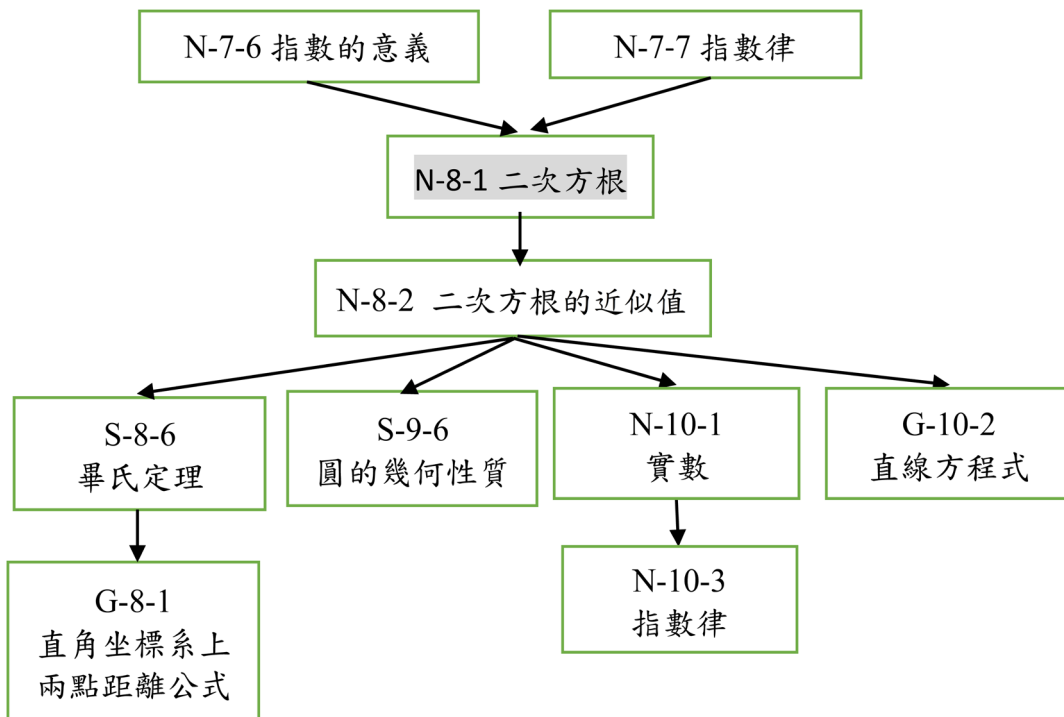 N-7-6 指數的意義
N-7-7 指數律
N-8-1 二次方根
N-8-2 二次方根的近似值
S-8-6
畢氏定理
S-9-6
圓的幾何性質
N-10-1
實數
G-10-2
直線方程式
G-8-1
直角坐標系上
兩點距離公式
N-10-3
指數律